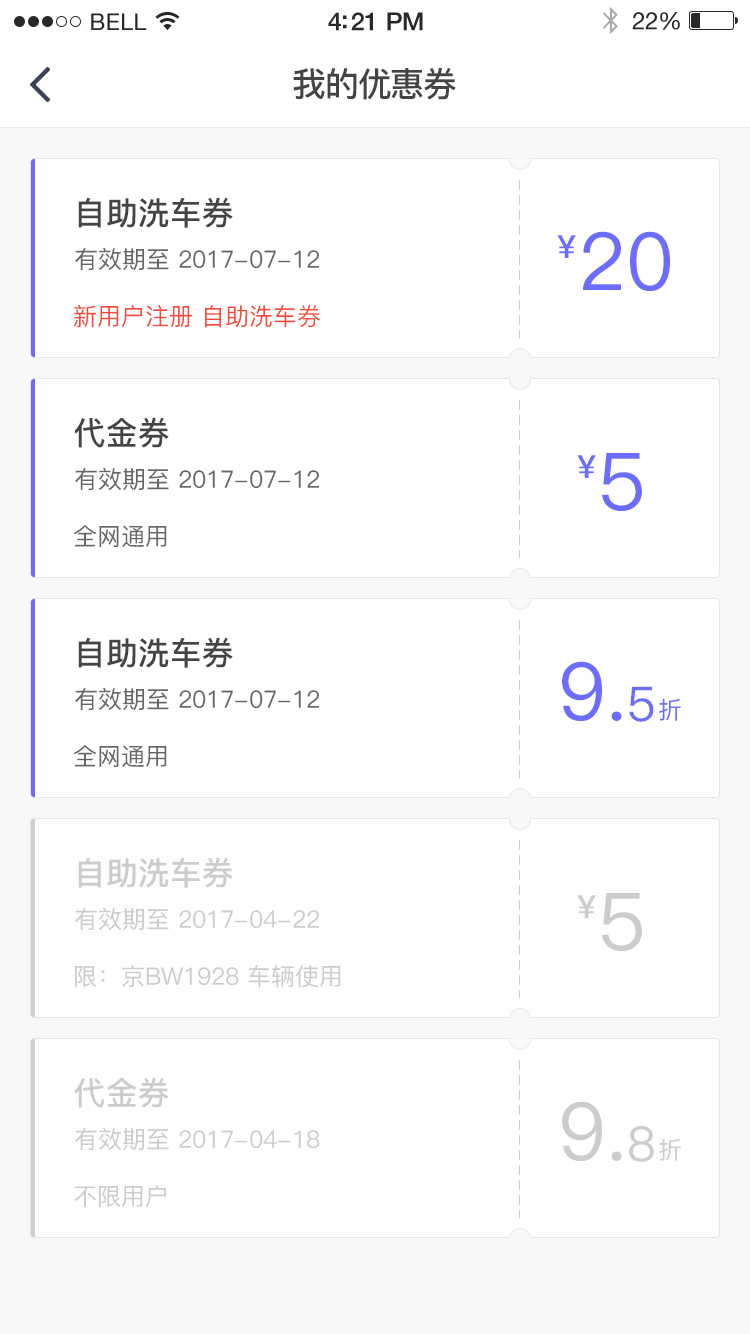 ●●●○○ BELL 4:21 PM 22%
我的优惠券
自助洗车券
有效期至 2017-07-12
¥20
新用户注册 自助洗车券
代金券
有效期至 2017-07-12
¥5
全网通用
自助洗车券
有效期至 2017-07-12
9.5折
全网通用
自助洗车券
有效期至 2017-04-22
¥5
限：京BW1928 车辆使用
代金券
有效期至 2017-04-18
9.8折
不限用户